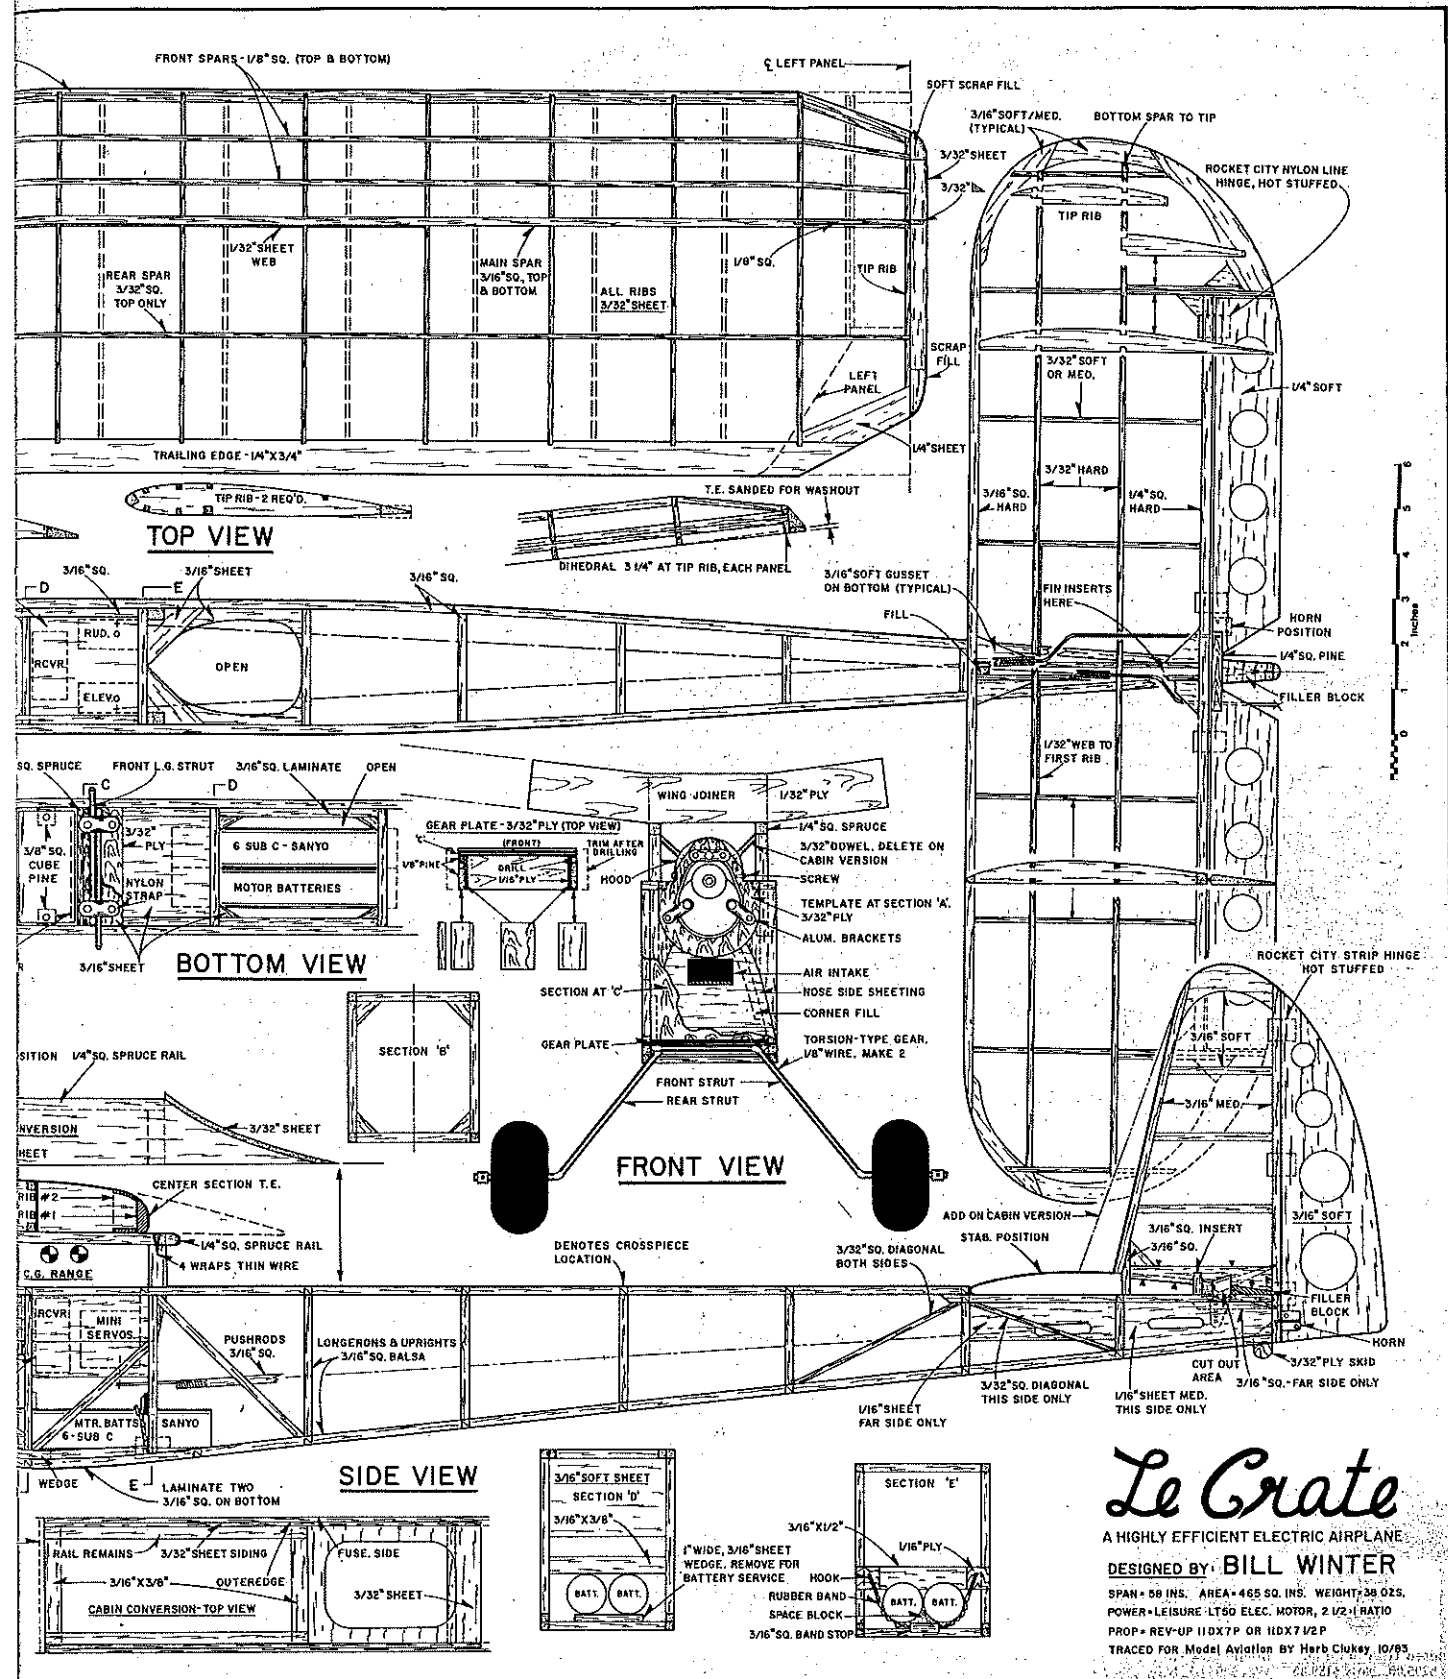 FRONT SPARS-1/8" SQ. (TOP & BOTTOM)
℄ LEFT PANEL
SOFT SCRAP FILL
3/16" SOFT/MED.
(TYPICAL)
BOTTOM SPAR TO TIP
3/32" SHEET
3/32"
ROCKET CITY NYLON LINE
HINGE, HOT STUFFED
TIP RIB
1/32" SHEET
WEB
MAIN SPAR
3/16" SQ., TOP
& BOTTOM
1/8" SQ.
TIP RIB
REAR SPAR
3/32" SQ.
TOP ONLY
ALL RIBS
3/32" SHEET
SCRAP
FILL
LEFT
PANEL
3/32" SOFT
OR MED.
1/4" SOFT
1/4" SHEET
TRAILING EDGE-1/4" X 3/4"
3/32" HARD
TIP RIB-2 REQ'D.
T.E. SANDED FOR WASHOUT
3/16" SQ.
HARD
1/4" SQ.
HARD
TOP VIEW
DIHEDRAL 3 1/4" AT TIP RIB, EACH PANEL
6
5
4
3
2
1
0
Inches
D
3/16" SQ.
E
3/16" SHEET
3/16" SQ.
3/16" SOFT GUSSET
ON BOTTOM (TYPICAL)
FIN INSERTS
HERE
FILL
HORN
POSITION
RUD.
RCVR.
OPEN
ELEV.
1/4" SQ. PINE
FILLER BLOCK
1/32" WEB TO
FIRST RIB
SQ. SPRUCE
C
FRONT L.G. STRUT
D
3/16" SQ. LAMINATE
OPEN
3/32"
PLY
3/8" SQ.
CUBE
PINE
NYLON
STRAP
6 SUB C - SANYO
MOTOR BATTERIES
3/16" SHEET
BOTTOM VIEW
WING JOINER
1/32" PLY
GEAR PLATE-3/32" PLY (TOP VIEW)
'C'
(FRONT)
TRIM AFTER
DRILLING
1/8" PINE
DRILL
1/16" PLY
HOOD
1/4" SQ. SPRUCE
3/32" DOWEL, DELETE ON
CABIN VERSION
SCREW
TEMPLATE AT SECTION 'A',
3/32" PLY
ALUM. BRACKETS
AIR INTAKE
SECTION AT 'C'
NOSE SIDE SHEETING
CORNER FILL
GEAR PLATE
TORSION-TYPE GEAR,
1/8" WIRE, MAKE 2
FRONT STRUT
REAR STRUT
FRONT VIEW
SECTION 'B'
ROCKET CITY STRIP HINGE
HOT STUFFED
3/16" SOFT
3/16" MED.
3/16" SOFT
1/4" SQ. SPRUCE RAIL
3/32" SHEET
RIB #2
RIB #1
CENTER SECTION T.E.
1/4" SQ. SPRUCE RAIL
4 WRAPS THIN WIRE
C.G. RANGE
DENOTES CROSSPIECE
LOCATION
ADD ON CABIN VERSION
STAB. POSITION
3/32" SQ. DIAGONAL
BOTH SIDES
3/16" SQ. INSERT
3/16" SQ.
RCVR.
MINI
SERVOS
PUSHRODS
3/16" SQ.
LONGERONS & UPRIGHTS
3/16" SQ. BALSA
FILLER
BLOCK
HORN
3/32" PLY SKID
CUT OUT
AREA
3/16" SQ.-FAR SIDE ONLY
3/32" SQ. DIAGONAL
THIS SIDE ONLY
1/16" SHEET MED.
THIS SIDE ONLY
1/16" SHEET
FAR SIDE ONLY
MTR. BATTS. SANYO
6-SUB C
WEDGE
E
LAMINATE TWO
3/16" SQ. ON BOTTOM
SIDE VIEW
RAIL REMAINS
3/32" SHEET SIDING
FUSE. SIDE
3/16" X 3/8"
OUTER EDGE
3/32" SHEET
CABIN CONVERSION-TOP VIEW
3/16" SOFT SHEET
SECTION 'D'
3/16" X 3/8"
BATT.
BATT.
1" WIDE, 3/16" SHEET
WEDGE. REMOVE FOR
BATTERY SERVICE
SECTION 'E'
3/16" X 1/2"
1/16" PLY
HOOK
RUBBER BAND
SPACE BLOCK
3/16" SQ. BAND STOP
BATT.
BATT.
Le Crate
A HIGHLY EFFICIENT ELECTRIC AIRPLANE
DESIGNED BY: BILL WINTER
SPAN = 58 INS. AREA = 465 SQ. INS. WEIGHT = 38 OZS.
POWER = LEISURE LT50 ELEC. MOTOR, 2 1/2:1 RATIO
PROP = REV-UP 11DX7P OR 11DX7 1/2P
TRACED FOR Model Aviation BY Herb Clukey 10/83